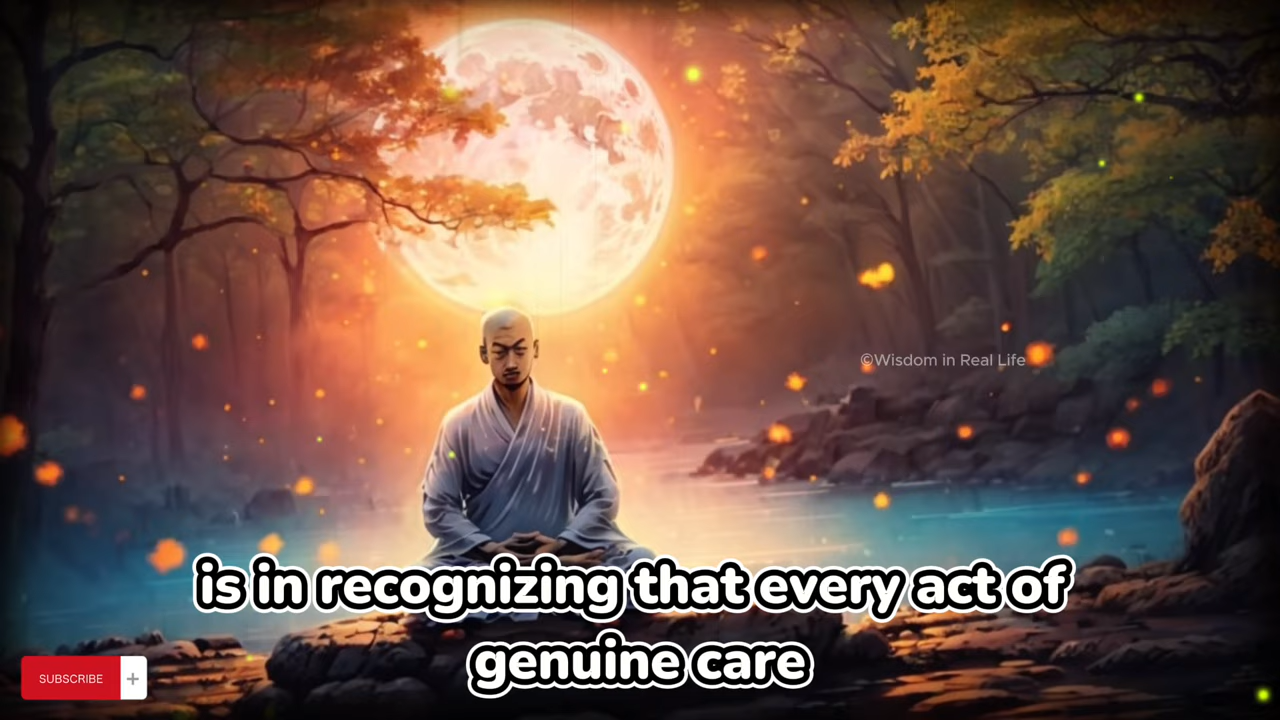 ©Wisdom in Real Life
is in recognizing that every act of
genuine care
SUBSCRIBE +